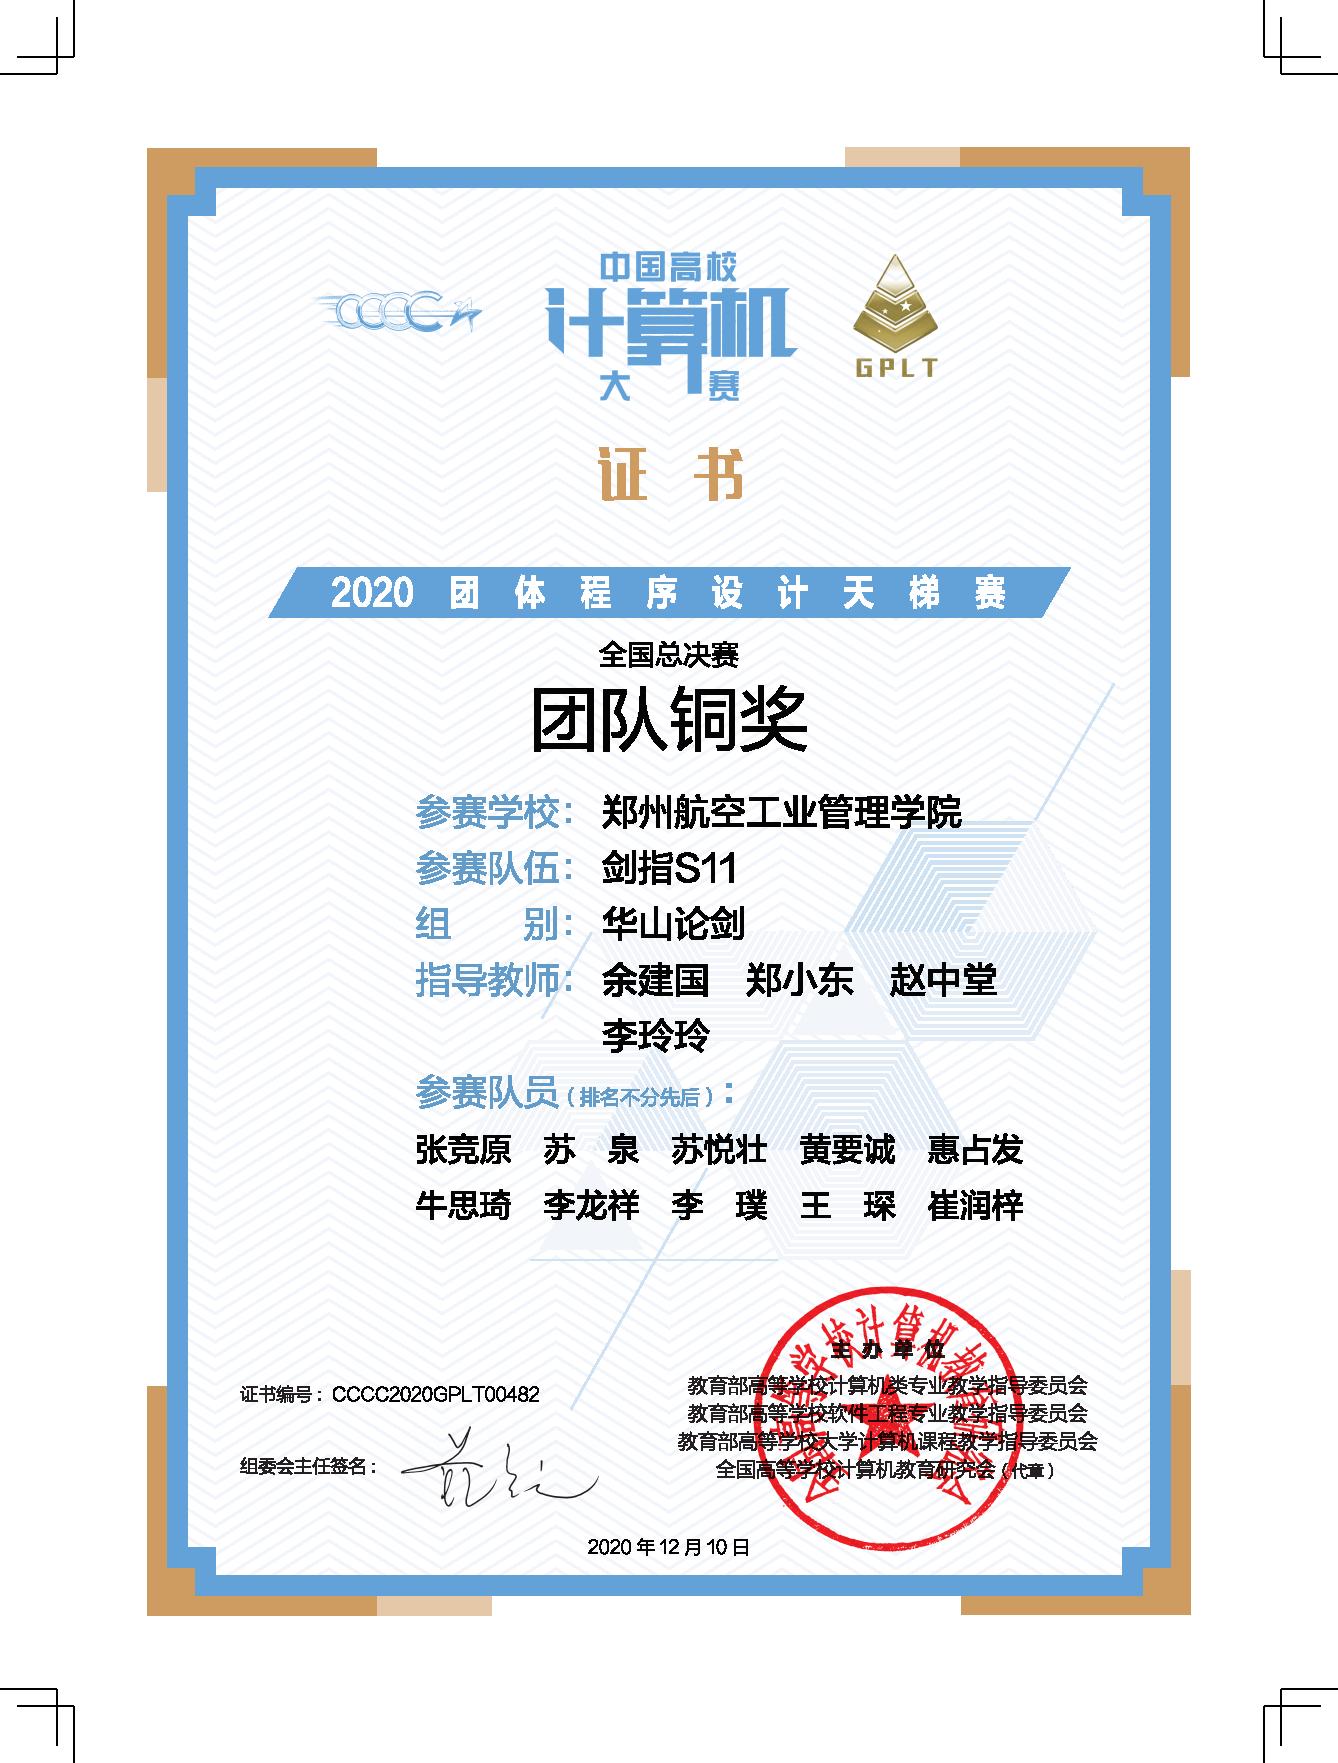 CCCC
中国高校
计算机
大赛
GPLT
证书
2020 团体程序设计天梯赛
全国总决赛
团队铜奖
参赛学校：郑州航空工业管理学院
参赛队伍：剑指S11
组 别：华山论剑
指导教师：余建国 郑小东 赵中堂
李玲玲
参赛队员（排名不分先后）：
张竞原 苏 泉 苏悦壮 黄要诚 惠占发
牛思琦 李龙祥 李 璞 王 琛 崔润梓
主 办 单 位
教育部高等学校计算机类专业教学指导委员会
教育部高等学校软件工程专业教学指导委员会
教育部高等学校大学计算机课程教学指导委员会
全国高等学校计算机教育研究会（代章）
全国高等学校计算机教育研究会
证书编号：CCCC2020GPLT00482
组委会主任签名：
2020 年 12 月 10 日